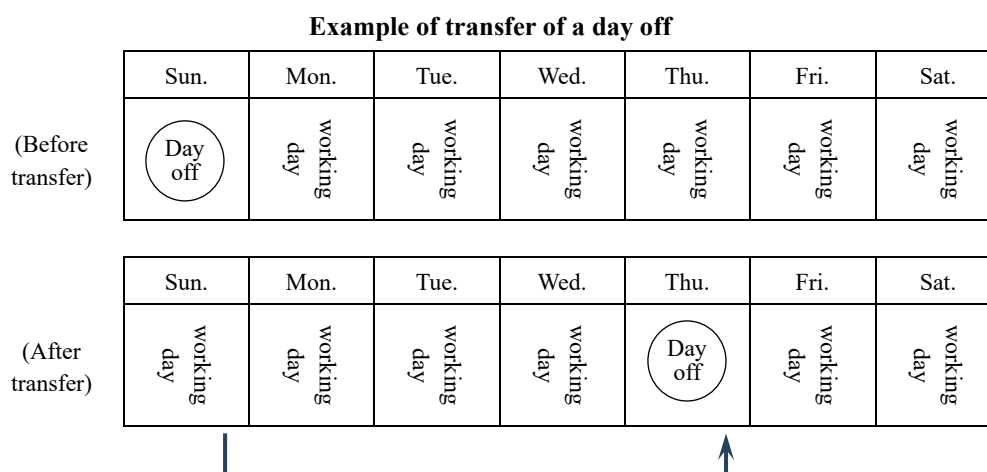 Example of transfer of a day off
Sun. Mon. Tue. Wed. Thu. Fri. Sat.
(Before
transfer)
Day
off
working
day
working
day
working
day
working
day
working
day
working
day
Sun. Mon. Tue. Wed. Thu. Fri. Sat.
(After
transfer)
working
day
working
day
working
day
working
day
Day
off
working
day
working
day